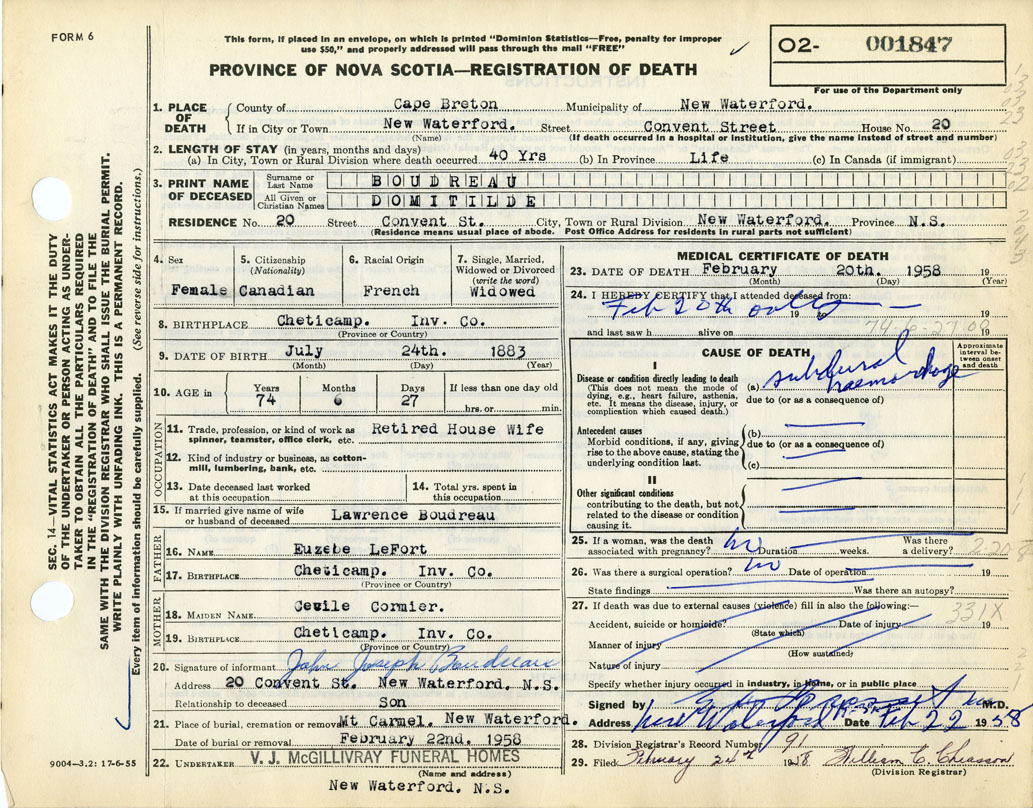 FORM 6
This form, if placed in an envelope, on which is printed "Dominion Statistics—Free, penalty for improper
use $50," and properly addressed will pass through the mail "FREE"
PROVINCE OF NOVA SCOTIA—REGISTRATION OF DEATH
O2- 001847
For use of the Department only
SEC. 14—VITAL STATISTICS ACT MAKES IT THE DUTY
OF THE UNDERTAKER OR PERSON ACTING AS UNDER-
TAKER TO OBTAIN ALL THE PARTICULARS REQUIRED
IN THE "REGISTRATION OF DEATH" AND TO FILE THE
SAME WITH THE DIVISION REGISTRAR WHO SHALL ISSUE THE BURIAL PERMIT.
WRITE PLAINLY WITH UNFADING INK. THIS IS A PERMANENT RECORD.
Every item of information should be carefully supplied. (See reverse side for instructions.)
1. PLACE OF DEATH
County of Cape Breton Municipality of New Waterford.
If in City or Town New Waterford. Street Convent Street House No. 20
(Name) (If death occurred in a hospital or institution, give the name instead of street and number)
2. LENGTH OF STAY (in years, months and days)
(a) In City, Town or Rural Division where death occurred 40 Yrs (b) In Province Life (c) In Canada (if immigrant)
3. PRINT NAME OF DECEASED
Surname or Last Name BOUDREAU
All Given or Christian Names DOMITILDE
RESIDENCE No. 20 Street Convent St. City, Town or Rural Division New Waterford. Province N.S.
(Residence means usual place of abode. Post Office Address for residents in rural parts not sufficient)
4. Sex
Female
5. Citizenship
(Nationality)
Canadian
6. Racial Origin
French
7. Single, Married,
Widowed or Divorced
(write the word)
Widowed
8. BIRTHPLACE Cheticamp. Inv. Co.
(Province or Country)
9. DATE OF BIRTH July 24th. 1883
(Month) (Day) (Year)
10. AGE in
Years Months Days If less than one day old
74 6 27 hrs. or min.
OCCUPATION
11. Trade, profession, or kind of work as
spinner, teamster, office clerk, etc. Retired House Wife
12. Kind of industry or business, as cotton-
mill, lumbering, bank, etc.
13. Date deceased last worked
at this occupation
14. Total yrs. spent in
this occupation
15. If married give name of wife
or husband of deceased Lawrence Boudreau
FATHER
16. NAME Euzebe LeFort
17. BIRTHPLACE Cheticamp. Inv. Co.
(Province or Country)
MOTHER
18. MAIDEN NAME Cecile Cormier.
19. BIRTHPLACE Cheticamp. Inv. Co.
(Province or Country)
20. Signature of informant John Joseph Boudreau
Address 20 Convent St. New Waterford, N.S.
Relationship to deceased Son
21. Place of burial, cremation or removal Mt Carmel. New Waterford.
Date of burial or removal February 22nd. 1958
22. UNDERTAKER V. J. McGILLIVRAY FUNERAL HOMES
(Name and address)
New Waterford, N.S.
9004—3.2: 17-6-55
MEDICAL CERTIFICATE OF DEATH
23. DATE OF DEATH February 20th. 1958 19
(Month) (Day) (Year)
24. I HEREBY CERTIFY that I attended deceased from:
Feb 20th only 19 19
and last saw h alive on 19
74-6-27 08
CAUSE OF DEATH
Approximate
interval be-
tween onset
and death
I
Disease or condition directly leading to death
(This does not mean the mode of
dying, e.g., heart failure, asthenia,
etc. It means the disease, injury, or
complication which caused death.)
(a) subdural
haemorrhage
due to (or as a consequence of)
Antecedent causes
Morbid conditions, if any, giving
rise to the above cause, stating the
underlying condition last.
(b)
due to (or as a consequence of)
(c)
II
Other significant conditions
contributing to the death, but not
related to the disease or condition
causing it.
25. If a woman, was the death
associated with pregnancy? no Duration weeks. Was there
a delivery?
2-20-8
26. Was there a surgical operation? no Date of operation 19
State findings Was there an autopsy?
27. If death was due to external causes (violence) fill in also the following:—
331X
Accident, suicide or homicide? Date of injury 19
(State which)
Manner of injury
(How sustained)
Nature of injury
Specify whether injury occurred in industry, in home, or in public place
Signed by M.D.
Address New Waterford Date Feb 22 1958
28. Division Registrar's Record Number 91
29. Filed February 24th 1958 William C. Chiasson
(Division Registrar)